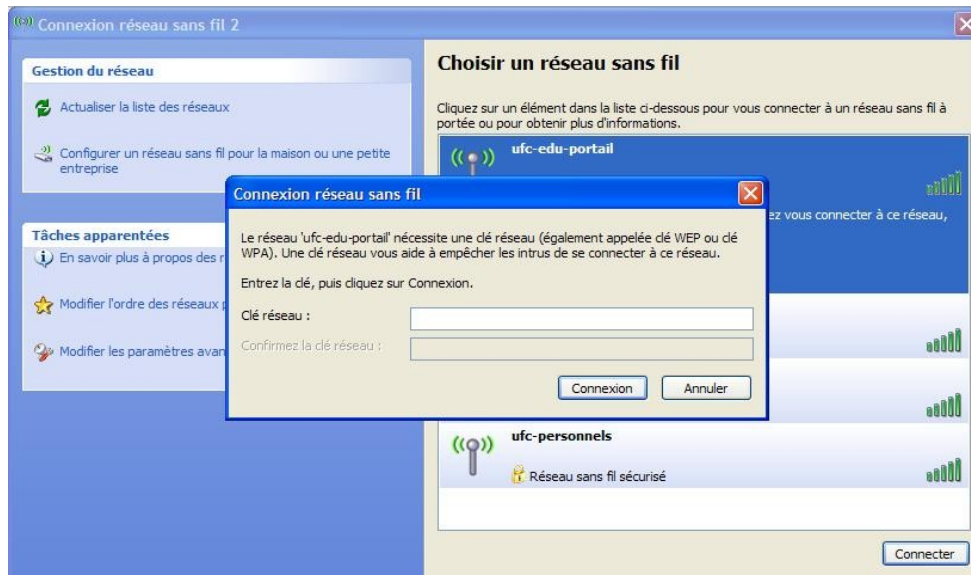 Connexion réseau sans fil 2
Gestion du réseau
Actualiser la liste des réseaux
Configurer un réseau sans fil pour la maison ou une petite
entreprise
Tâches apparentées
En savoir plus à propos des
Modifier l'ordre des réseaux
Modifier les paramètres
Choisir un réseau sans fil
Cliquez sur un élément dans la liste ci-dessous pour vous connecter à un réseau sans fil à
portée ou pour obtenir plus d'informations.
ufc-edu-portail
vous connecter à ce réseau,
Connexion réseau sans fil
Le réseau 'ufc-edu-portail' nécessite une clé réseau (également appelée clé WEP ou clé
WPA). Une clé réseau vous aide à empêcher les intrus de se connecter à ce réseau.
Entrez la clé, puis cliquez sur Connexion.
Clé réseau :
Confirmez la clé réseau :
Connexion
Annuler
ufc-personnels
Réseau sans fil sécurisé
Connecter